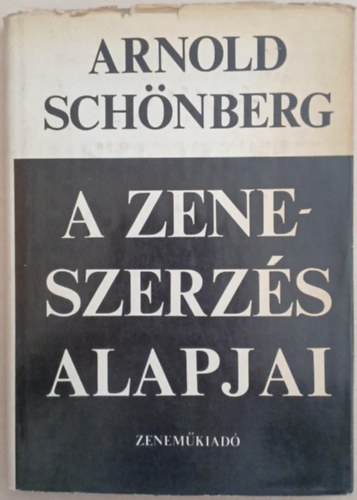 ARNOLD
SCHÖNBERG
A ZENE-
SZERZÉS
ALAPJAI
ZENEMŰKIADÓ